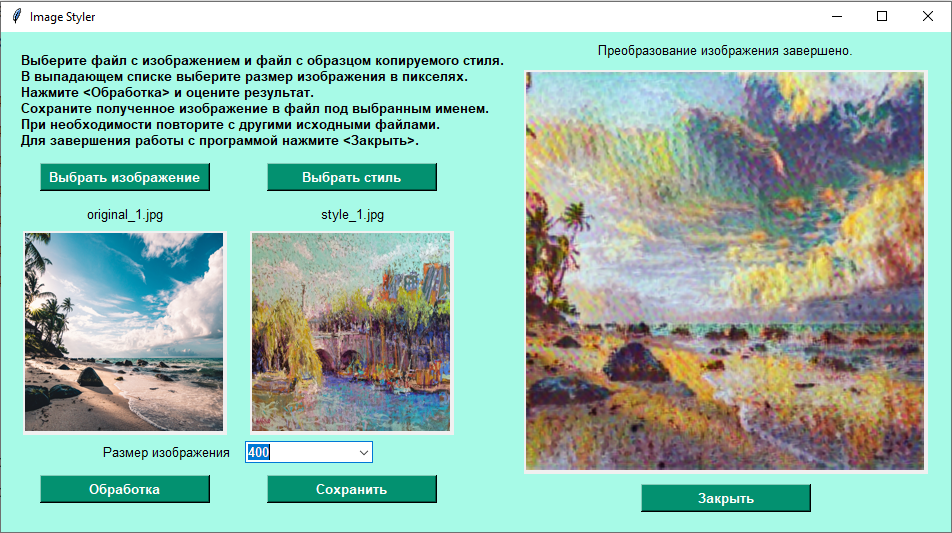 Image Styler
Выберите файл с изображением и файл с образцом копируемого стиля.
В выпадающем списке выберите размер изображения в пикселях.
Нажмите <Обработка> и оцените результат.
Сохраните полученное изображение в файл под выбранным именем.
При необходимости повторите с другими исходными файлами.
Для завершения работы с программой нажмите <Закрыть>.
Выбрать изображение
Выбрать стиль
original_1.jpg
style_1.jpg
Размер изображения
400
Обработка
Сохранить
Преобразование изображения завершено.
Закрыть